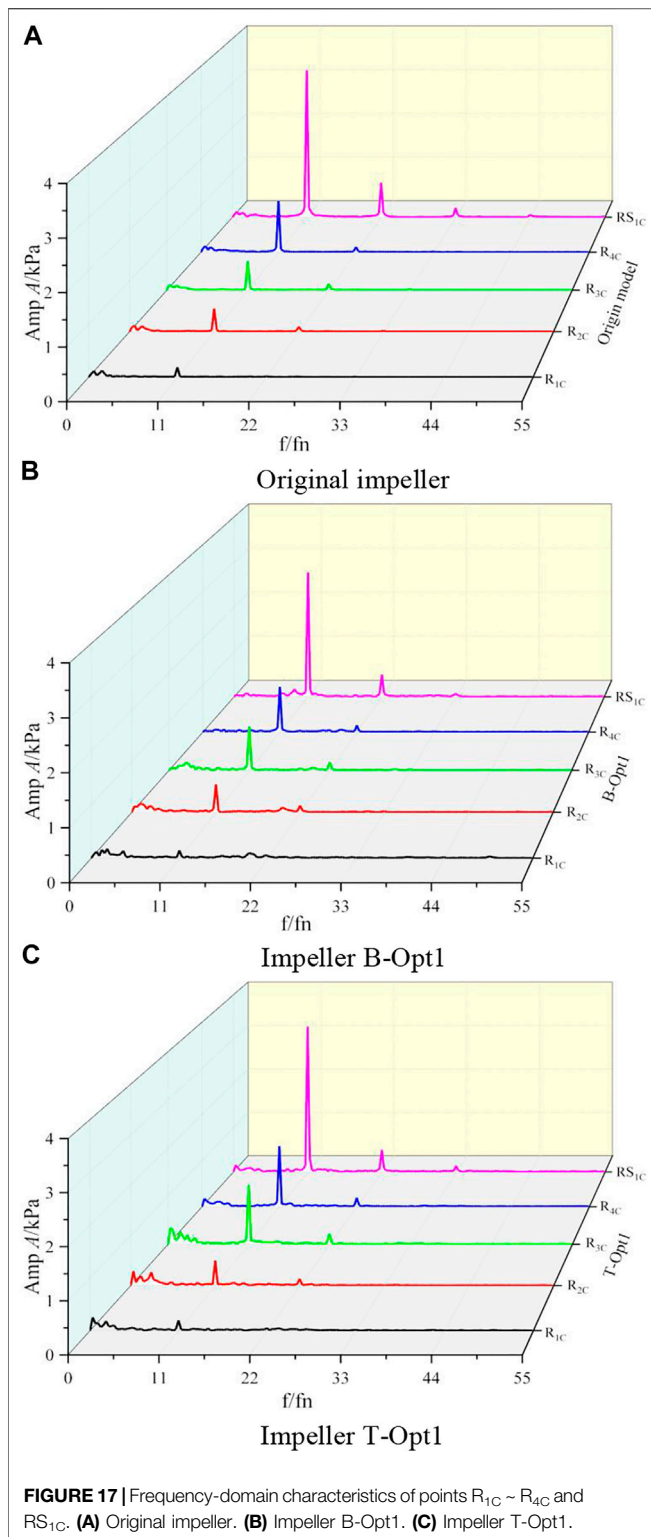 A
4
3
2
1
0
Amp A/kPa
0 11 22 33 44 55
f/fn
RS1C
R4C
R3C
R2C
R1C
Origin model
Original impeller
B
4
3
2
1
0
Amp A/kPa
0 11 22 33 44 55
f/fn
RS1C
R4C
R3C
R2C
R1C
B-Opt1
Impeller B-Opt1
C
4
3
2
1
0
Amp A/kPa
0 11 22 33 44 55
f/fn
RS1C
R4C
R3C
R2C
R1C
T-Opt1
Impeller T-Opt1
FIGURE 17 | Frequency-domain characteristics of points R1C ~ R4C and
RS1C. (A) Original impeller. (B) Impeller B-Opt1. (C) Impeller T-Opt1.